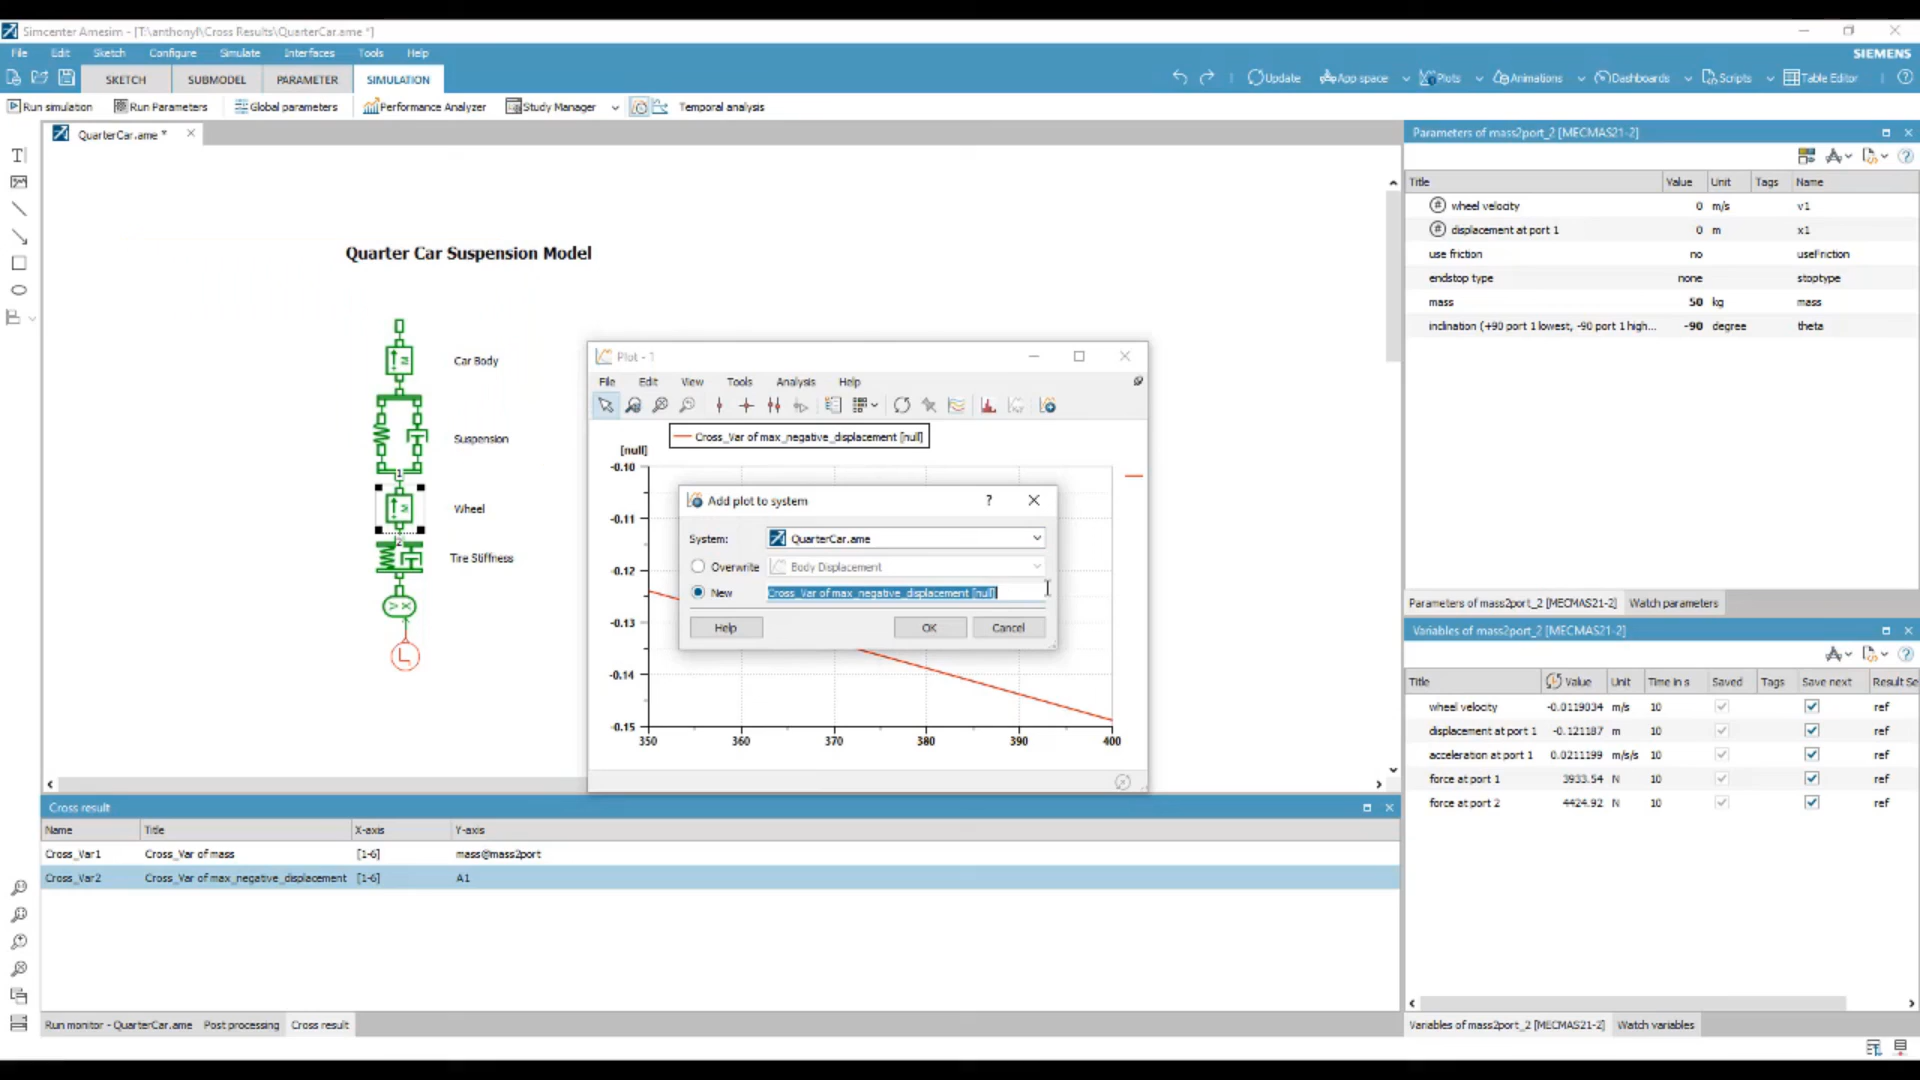 Simcenter Amesim - [T:\anthonyl\Cross Results\QuarterCar.ame *]
File Edit Sketch Configure Simulate Interfaces Tools Help
SIEMENS
SKETCH SUBMODEL PARAMETER SIMULATION
Update App space Plots Animations Dashboards Scripts Table Editor
Run simulation Run Parameters Global parameters Performance Analyzer Study Manager Temporal analysis
QuarterCar.ame *
Quarter Car Suspension Model
Car Body
Suspension
1
Wheel
2
Tire Stiffness
Plot - 1
File Edit View Tools Analysis Help
Cross_Var of max_negative_displacement [null]
[null]
-0.10
-0.11
-0.12
-0.13
-0.14
-0.15
350 360 370 380 390 400
Add plot to system
System: QuarterCar.ame
Overwrite Body Displacement
New Cross_Var of max_negative_displacement [null]
Help OK Cancel
Parameters of mass2port_2 [MECMAS21-2]
Title Value Unit Tags Name
wheel velocity 0 m/s v1
displacement at port 1 0 m x1
use friction no useFriction
endstop type none stoptype
mass 50 kg mass
inclination (+90 port 1 lowest, -90 port 1 high... -90 degree theta
Parameters of mass2port_2 [MECMAS21-2] Watch parameters
Variables of mass2port_2 [MECMAS21-2]
Title Value Unit Time in s Saved Tags Save next Result Se
wheel velocity -0.0119034 m/s 10 ref
displacement at port 1 -0.121187 m 10 ref
acceleration at port 1 0.0211199 m/s/s 10 ref
force at port 1 3933.54 N 10 ref
force at port 2 4424.92 N 10 ref
Variables of mass2port_2 [MECMAS21-2] Watch variables
Cross result
Name Title X-axis Y-axis
Cross_Var1 Cross_Var of mass [1-6] mass@mass2port
Cross_Var2 Cross_Var of max_negative_displacement [1-6] A1
Run monitor - QuarterCar.ame Post processing Cross result